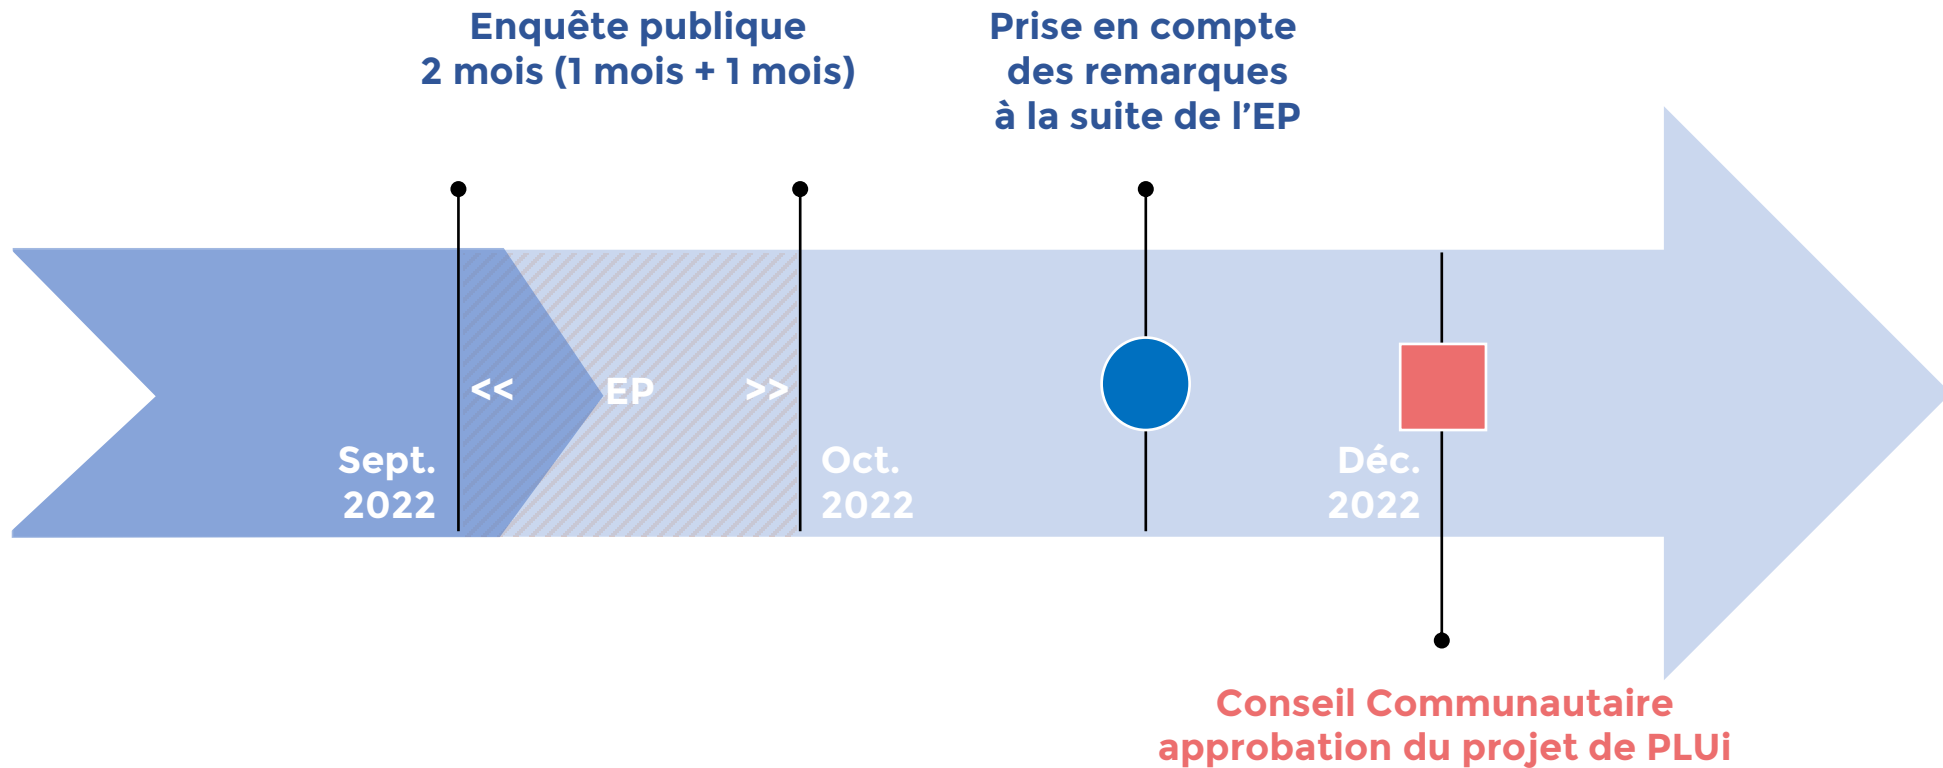 Enquête publique
2 mois (1 mois + 1 mois)
Prise en compte
des remarques
à la suite de l’EP
<<
EP
>>
Sept.
2022
Oct.
2022
Déc.
2022
Conseil Communautaire
approbation du projet de PLUi